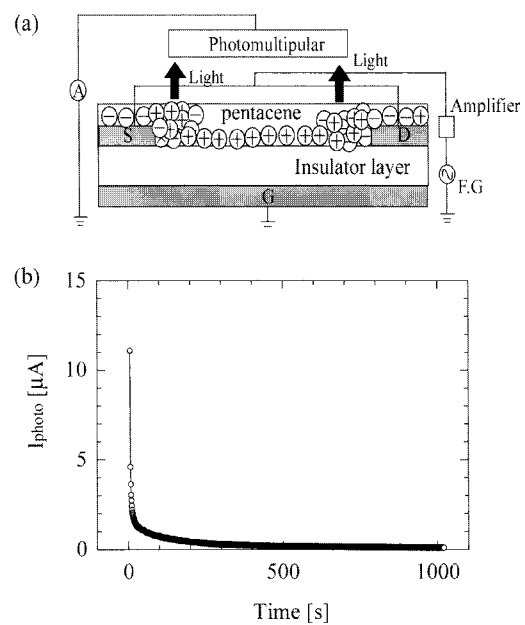 (a)
Photomultipular
Light
Light
A
pentacene
Amplifier
S
D
Insulator layer
F.G
G
(b)
15
10
5
0
Iphoto [μA]
0
500
1000
Time [s]